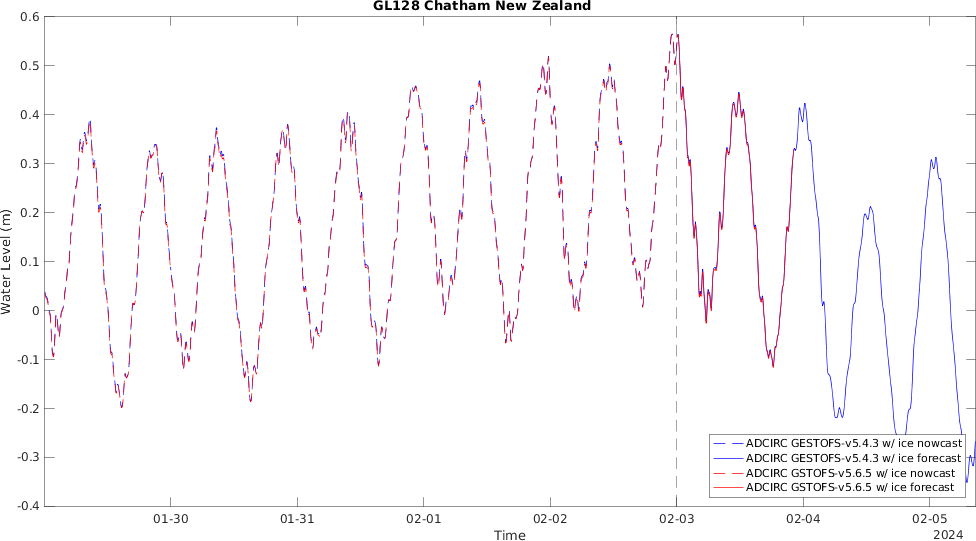 GL128 Chatham New Zealand
0.6
0.5
0.4
0.3
0.2
0.1
0
-0.1
-0.2
-0.3
-0.4
Water Level (m)
ADCIRC GESTOFS-v5.4.3 w/ ice nowcast
ADCIRC GESTOFS-v5.4.3 w/ ice forecast
ADCIRC GSTOFS-v5.6.5 w/ ice nowcast
ADCIRC GSTOFS-v5.6.5 w/ ice forecast
01-30 01-31 02-01 02-02 02-03 02-04 02-05
Time 2024